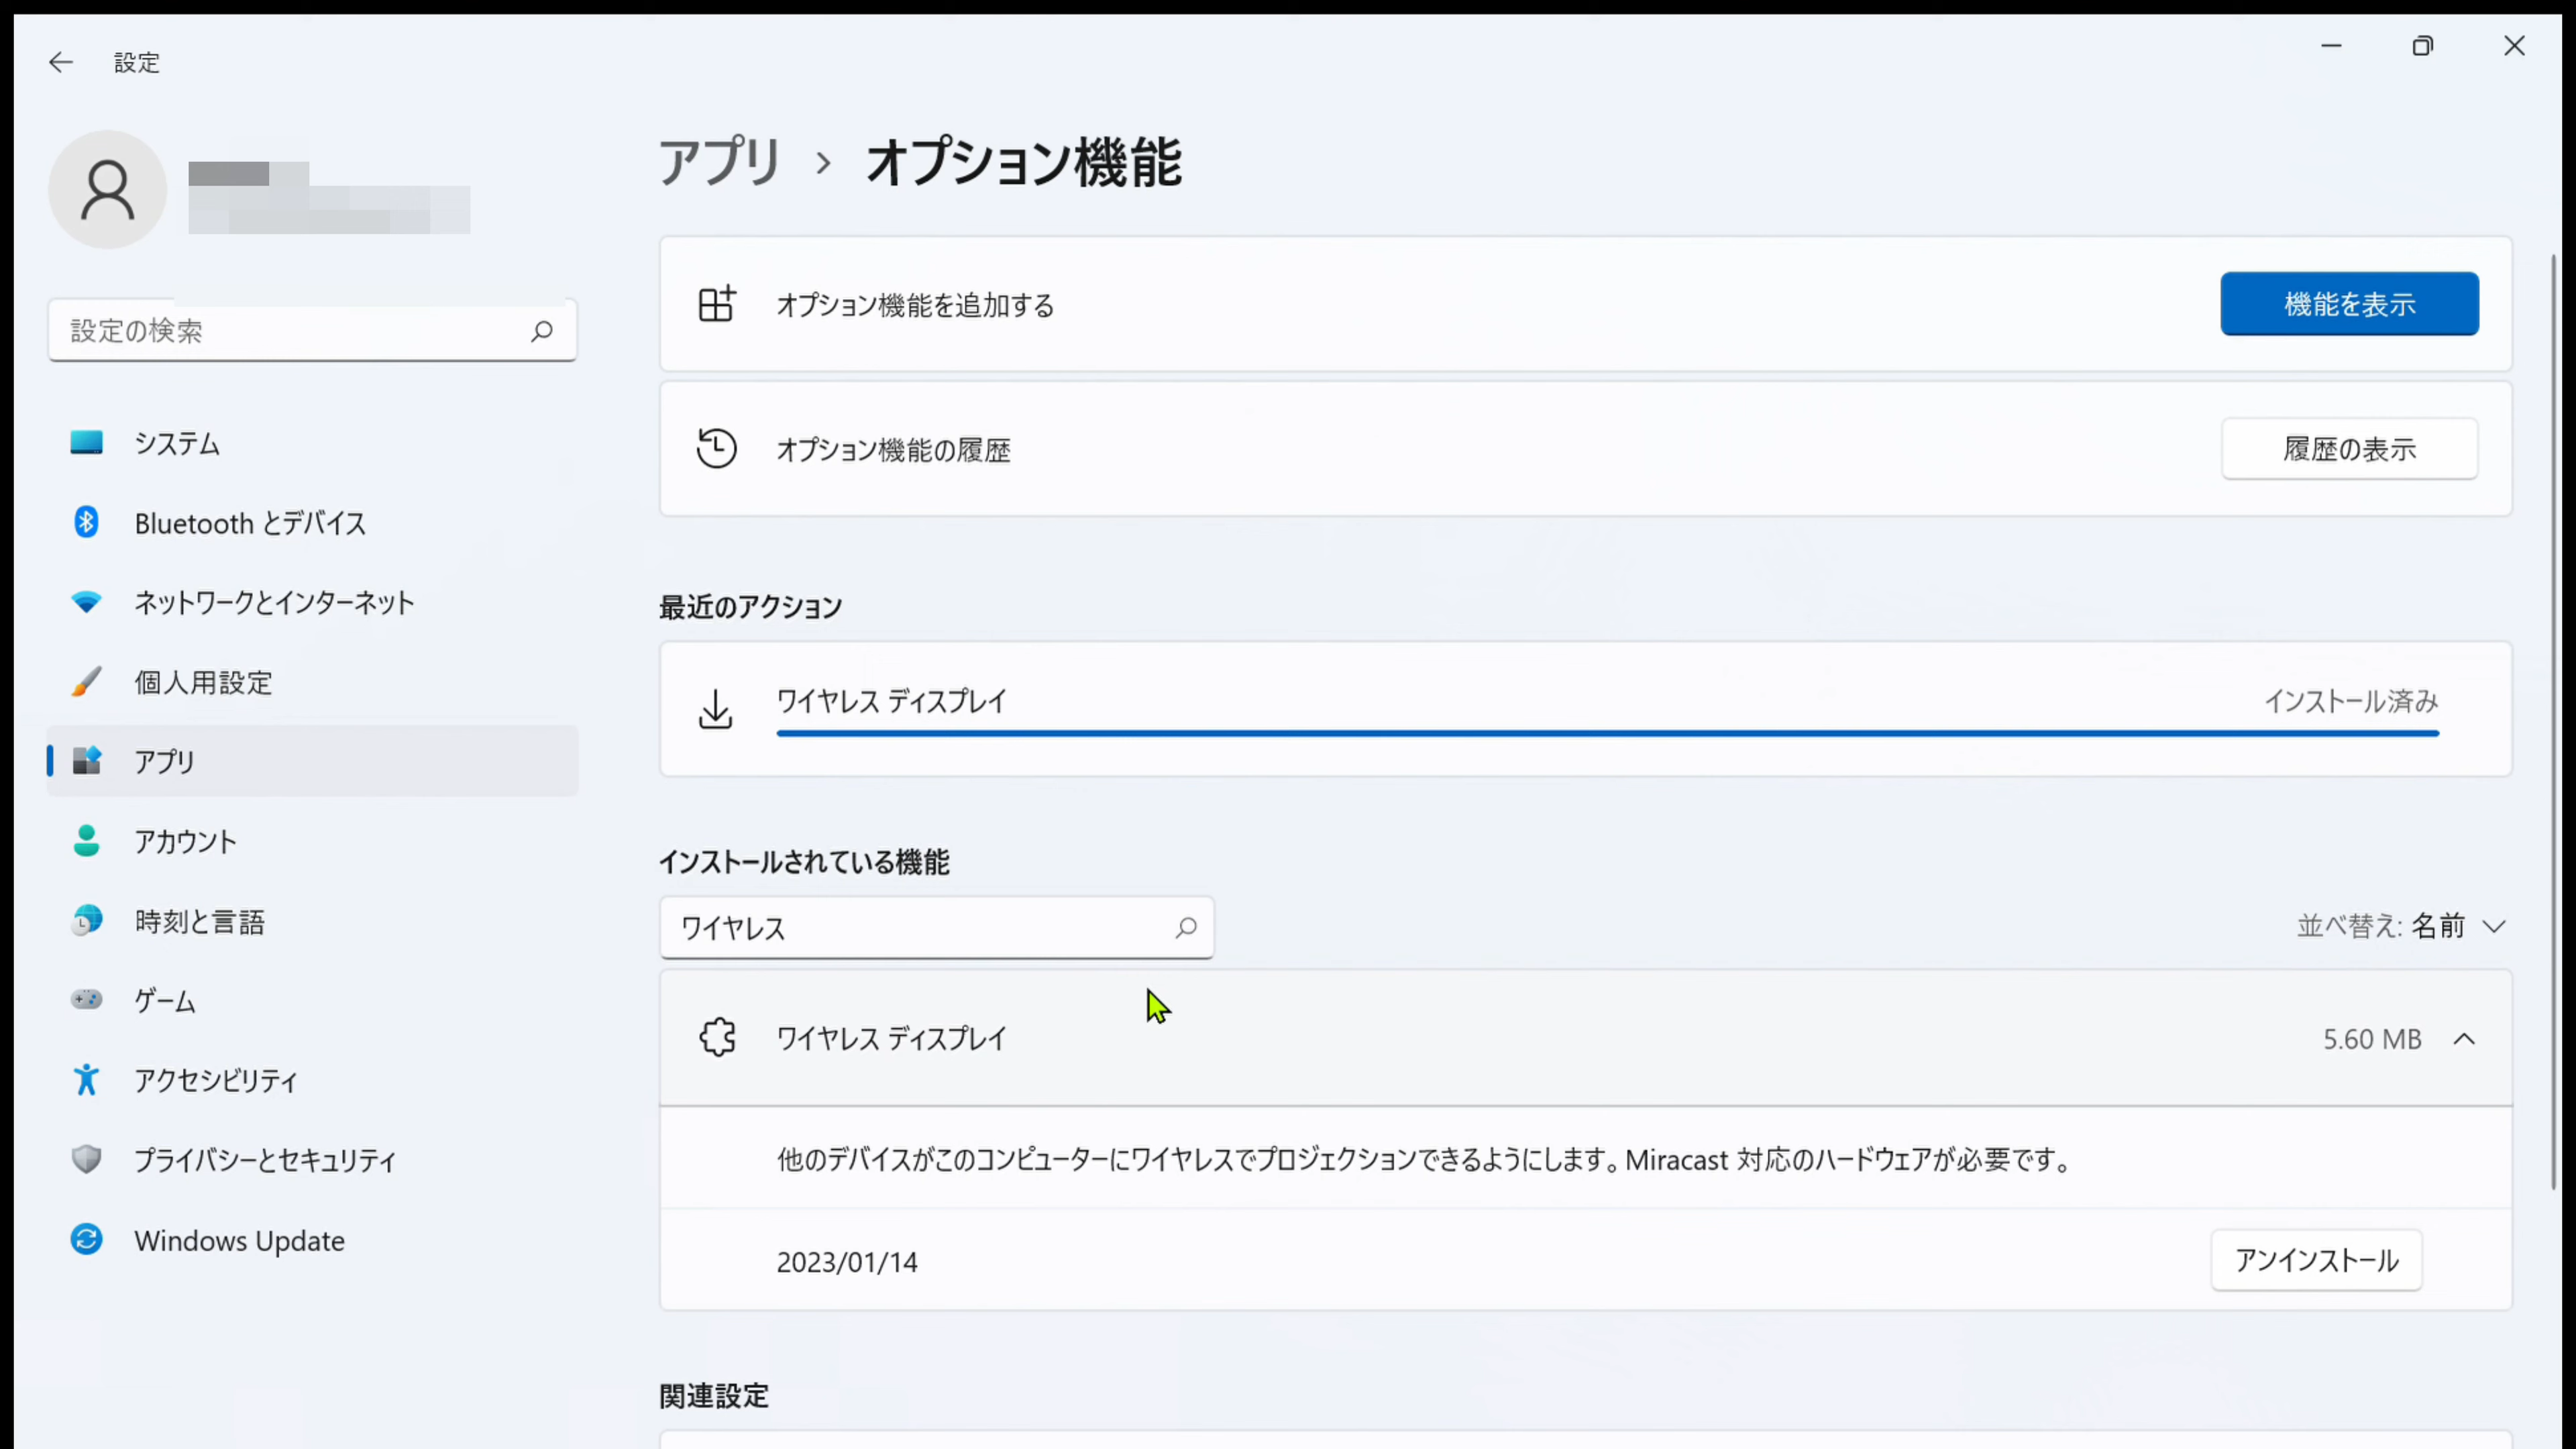 設定
アプリ › オプション機能
設定の検索
システム
Bluetooth とデバイス
ネットワークとインターネット
個人用設定
アプリ
アカウント
時刻と言語
ゲーム
アクセシビリティ
プライバシーとセキュリティ
Windows Update
オプション機能を追加する
機能を表示
オプション機能の履歴
履歴の表示
最近のアクション
ワイヤレス ディスプレイ
インストール済み
インストールされている機能
ワイヤレス
並べ替え: 名前
ワイヤレス ディスプレイ
5.60 MB
他のデバイスがこのコンピューターにワイヤレスでプロジェクションできるようにします。Miracast 対応のハードウェアが必要です。
2023/01/14
アンインストール
関連設定